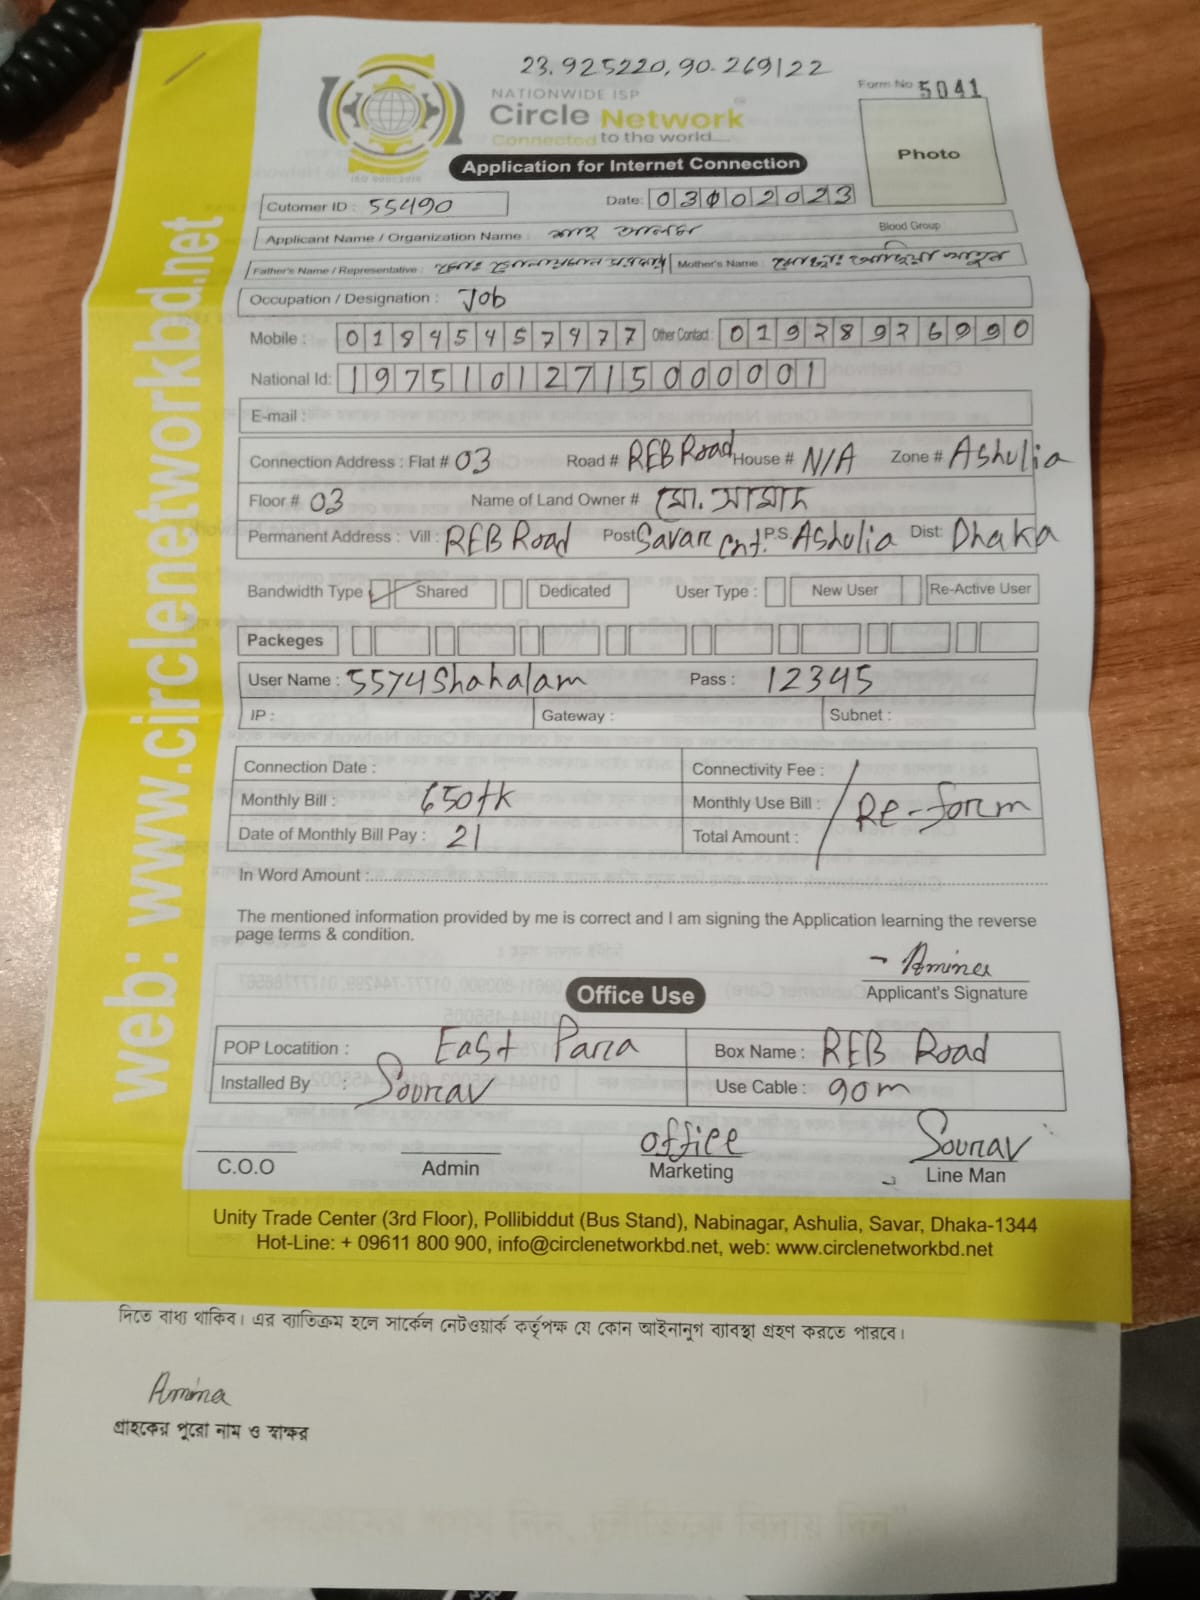 23.925220,90.269122
NATIONWIDE ISP
Form No 5041
Circle Network
Connected to the world....
Photo
ISO 9001:2015
Application for Internet Connection
Cutomer ID : 55490 Date: 03 02 2023
Applicant Name / Organization Name : শাহ আলম Blood Group
Father's Name / Representative : মোঃ Mother's Name :
Occupation / Designation : Job
Mobile : 01845457977 Other Contact : 01928926990
National Id: 19751012715000001
E-mail :
Connection Address : Flat # 03 Road # REB Road House # N/A Zone # Ashulia
Floor # 03 Name of Land Owner # মো. সামাদ
Permanent Address : Vill : REB Road Post Savar Cnt. P.S. Ashulia Dist: Dhaka
Bandwidth Type Shared Dedicated User Type : New User Re-Active User
Packeges
User Name : 5574Shahalam Pass : 12345
IP : Gateway : Subnet :
Connection Date : Connectivity Fee :
Monthly Bill : 650tk Monthly Use Bill : Re-form
Date of Monthly Bill Pay : 21 Total Amount :
In Word Amount :
The mentioned information provided by me is correct and I am signing the Application learning the reverse
page terms & condition.
Amina
Applicant's Signature
Office Use
POP Locatition : East Para Box Name : REB Road
Installed By : Sourav Use Cable : 90m
office Sourav
C.O.O Admin Marketing Line Man
Unity Trade Center (3rd Floor), Pollibiddut (Bus Stand), Nabinagar, Ashulia, Savar, Dhaka-1344
Hot-Line: + 09611 800 900, info@circlenetworkbd.net, web: www.circlenetworkbd.net
web: www.circlenetworkbd.net
দিতে বাধ্য থাকিব। এর ব্যতিক্রম হলে সার্কেল নেটওয়ার্ক কর্তৃপক্ষ যে কোন আইনানুগ ব্যাবস্থা গ্রহণ করতে পারবে।
Amina
গ্রাহকের পুরো নাম ও স্বাক্ষর